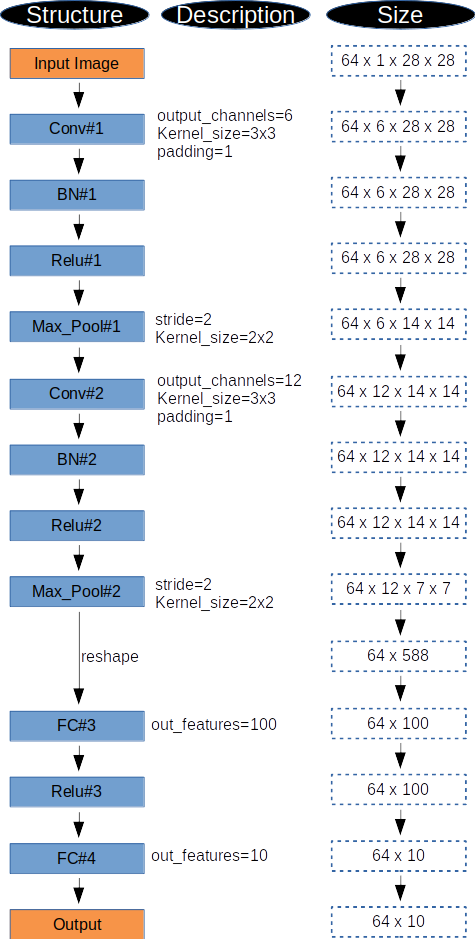 Structure Description Size
Input Image 64 x 1 x 28 x 28
output_channels=6
Conv#1 Kernel_size=3x3 64 x 6 x 28 x 28
padding=1
BN#1 64 x 6 x 28 x 28
Relu#1 64 x 6 x 28 x 28
Max_Pool#1 stride=2 64 x 6 x 14 x 14
Kernel_size=2x2
output_channels=12
Conv#2 Kernel_size=3x3 64 x 12 x 14 x 14
padding=1
BN#2 64 x 12 x 14 x 14
Relu#2 64 x 12 x 14 x 14
Max_Pool#2 stride=2 64 x 12 x 7 x 7
Kernel_size=2x2
reshape 64 x 588
FC#3 out_features=100 64 x 100
Relu#3 64 x 100
FC#4 out_features=10 64 x 10
Output 64 x 10